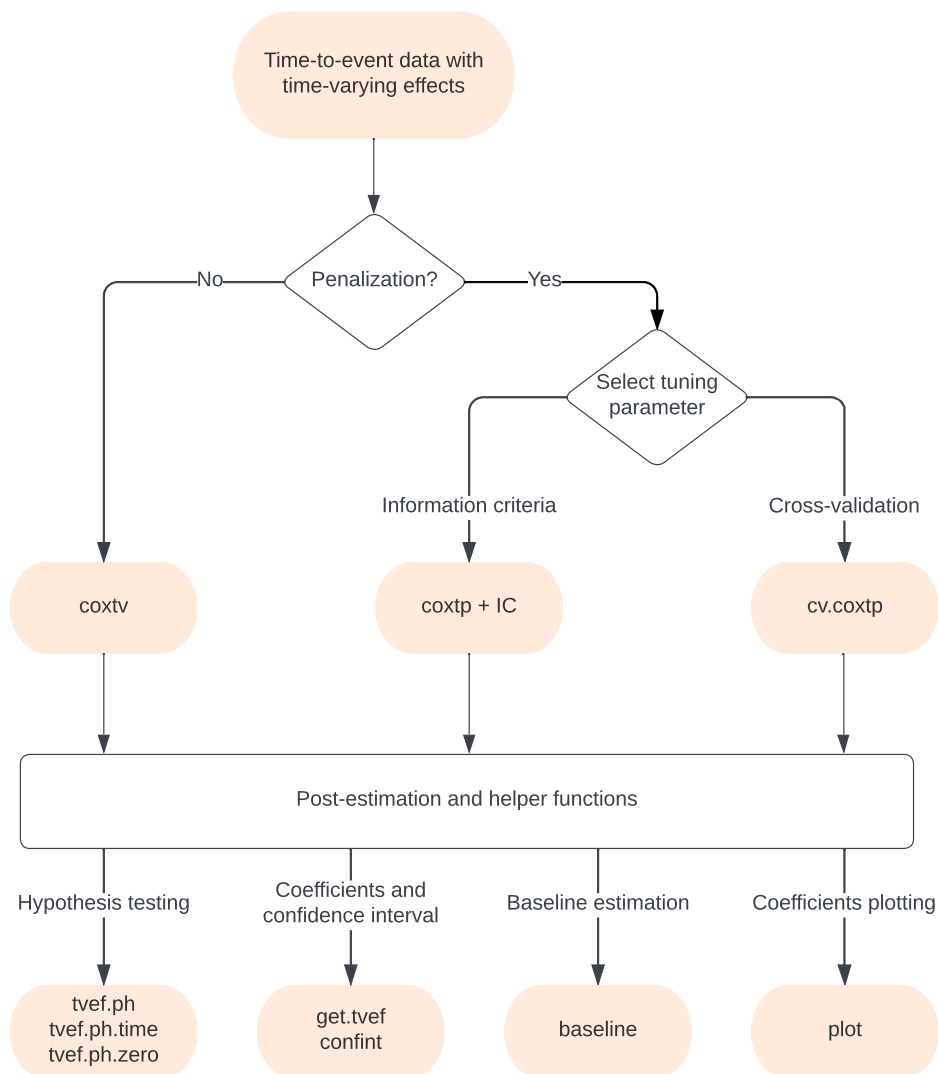 Time-to-event data with
time-varying effects
Penalization?
No
Yes
Select tuning
parameter
Information criteria
Cross-validation
coxtv
coxtp + IC
cv.coxtp
Post-estimation and helper functions
Hypothesis testing
Coefficients and
confidence interval
Baseline estimation
Coefficients plotting
tvef.ph
tvef.ph.time
tvef.ph.zero
get.tvef
confint
baseline
plot